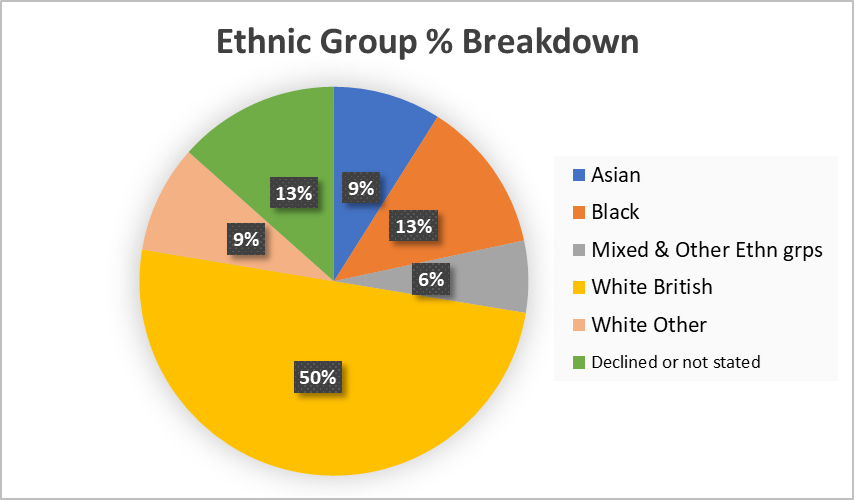 Ethnic Group % Breakdown
13%
9%
13%
9%
6%
50%
Asian
Black
Mixed & Other Ethn grps
White British
White Other
Declined or not stated